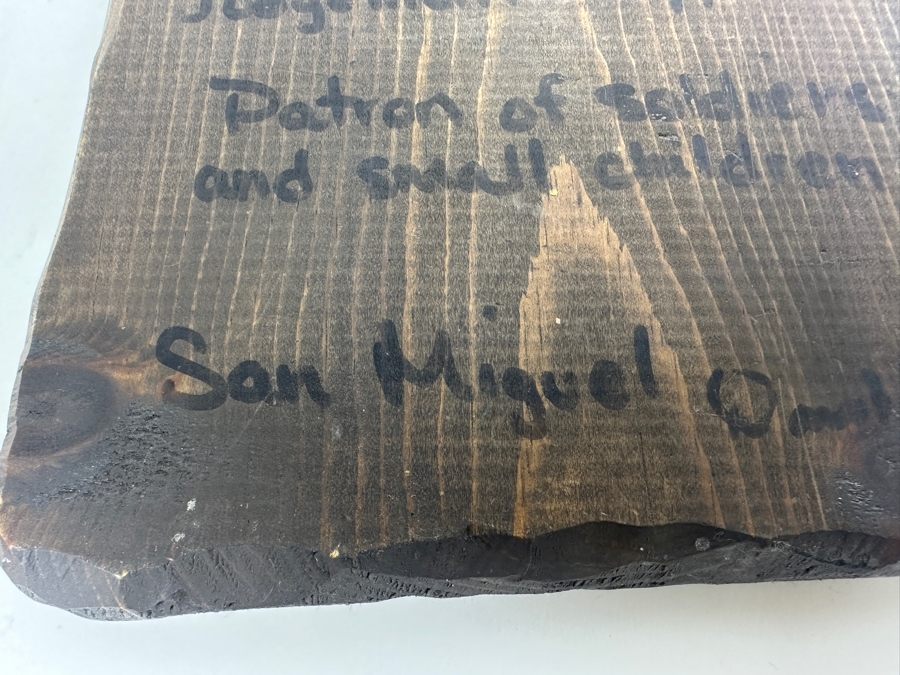 Patron of soldiers
and small children
San Miguel